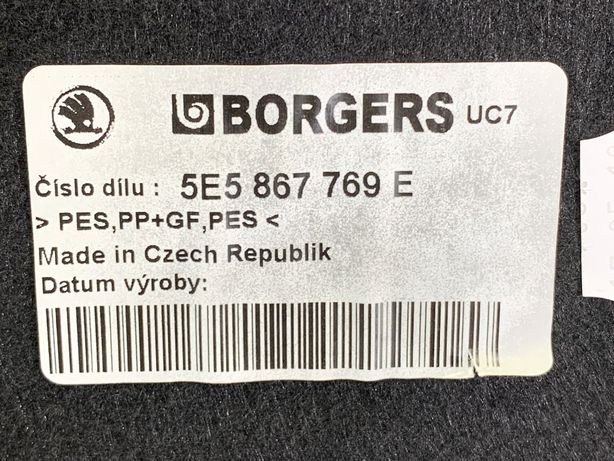 BORGERS UC7
Číslo dílu : 5E5 867 769 E
> PES,PP+GF,PES <
Made in Czech Republik
Datum výroby: